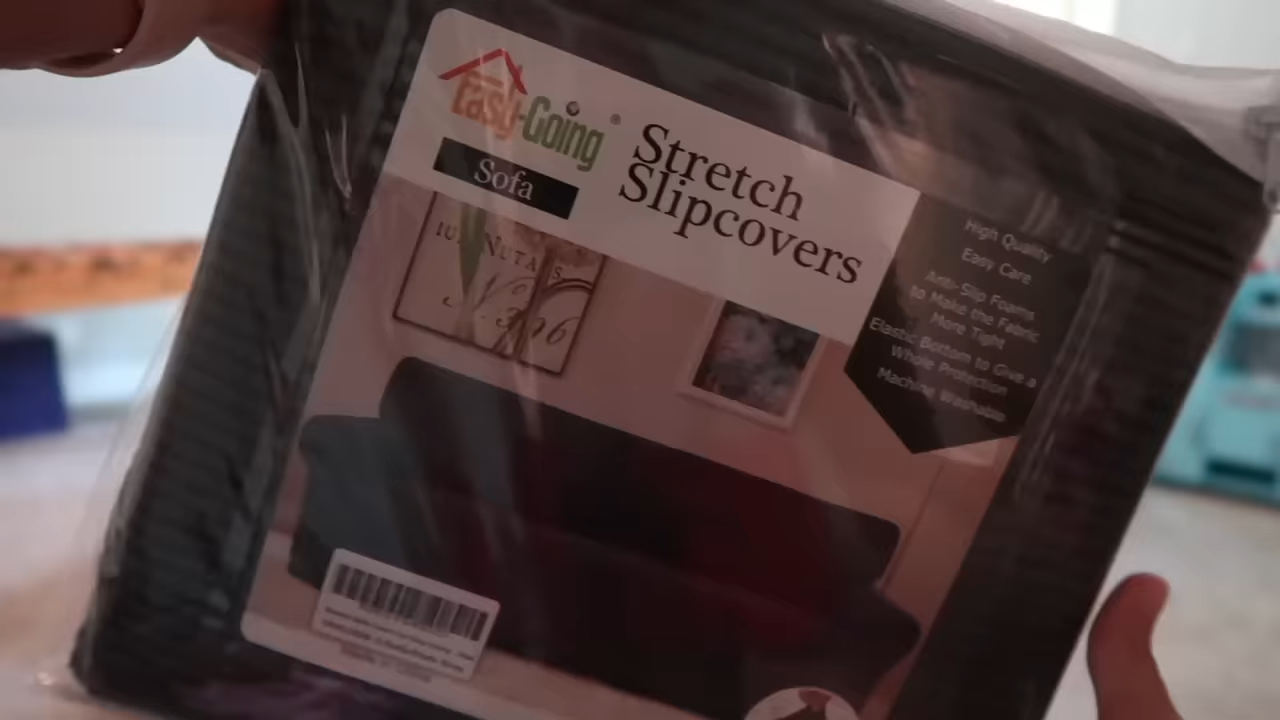 Easy-Going®
Sofa
Stretch
Slipcovers
High Quality
Easy Care
Anti-Slip Foams
to Make the Fabric
More Tight
Elastic Bottom to Give a
Whole Protection
Machine Washable